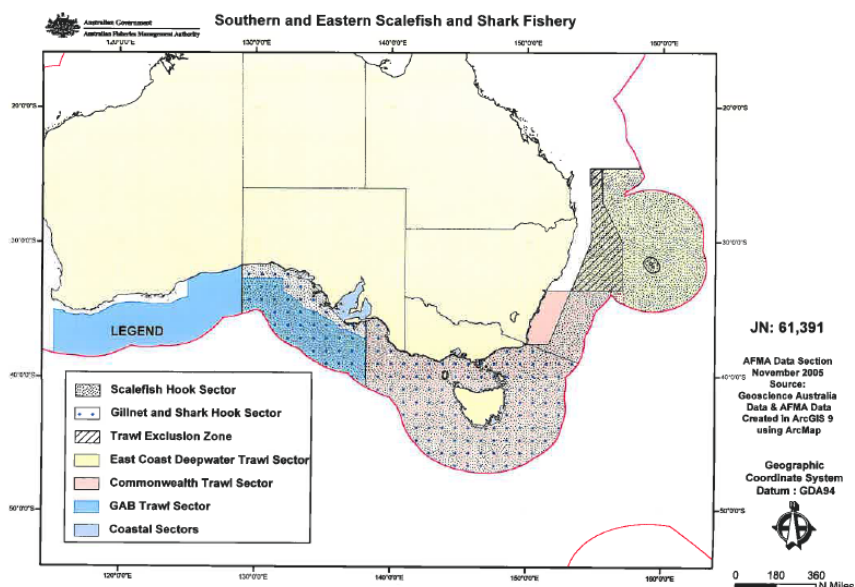 Australian Government
Australian Fisheries Management Authority
Southern and Eastern Scalefish and Shark Fishery
120°0'0"E 130°0'0"E 140°0'0"E 150°0'0"E 160°0'0"E
20°0'0"S 20°0'0"S
30°0'0"S 30°0'0"S
40°0'0"S 40°0'0"S
50°0'0"S 50°0'0"S
LEGEND
Scalefish Hook Sector
Gillnet and Shark Hook Sector
Trawl Exclusion Zone
East Coast Deepwater Trawl Sector
Commonwealth Trawl Sector
GAB Trawl Sector
Coastal Sectors
120°0'0"E 130°0'0"E 140°0'0"E 150°0'0"E 160°0'0"E
JN: 61,391
AFMA Data Section
November 2005
Source:
Geoscience Australia
Data & AFMA Data
Created in ArcGIS 9
using ArcMap
Geographic
Coordinate System
Datum : GDA94
0 180 360
N Miles